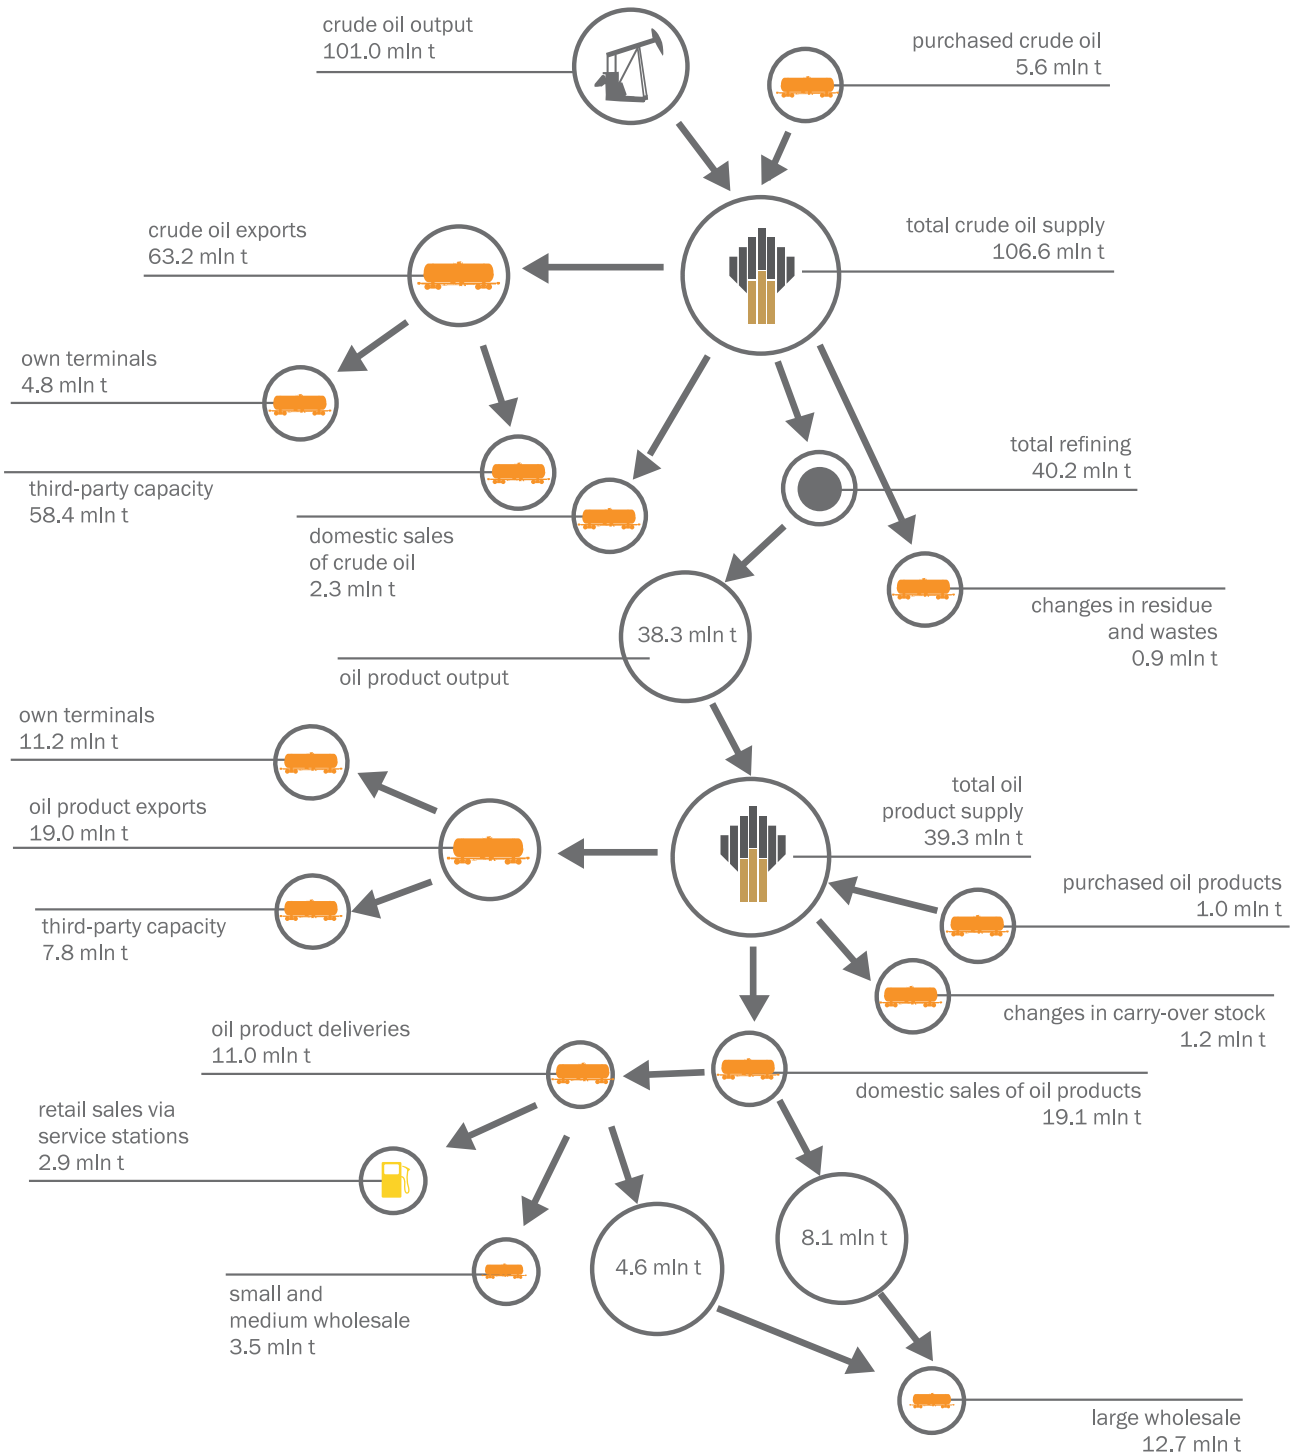 crude oil output
101.0 mln t
purchased crude oil
5.6 mln t
crude oil exports
63.2 mln t
total crude oil supply
106.6 mln t
own terminals
4.8 mln t
third-party capacity
58.4 mln t
total refining
40.2 mln t
domestic sales
of crude oil
2.3 mln t
changes in residue
and wastes
0.9 mln t
38.3 mln t
oil product output
own terminals
11.2 mln t
oil product exports
19.0 mln t
total oil
product supply
39.3 mln t
third-party capacity
7.8 mln t
purchased oil products
1.0 mln t
changes in carry-over stock
1.2 mln t
oil product deliveries
11.0 mln t
domestic sales of oil products
19.1 mln t
retail sales via
service stations
2.9 mln t
8.1 mln t
4.6 mln t
small and
medium wholesale
3.5 mln t
large wholesale
12.7 mln t